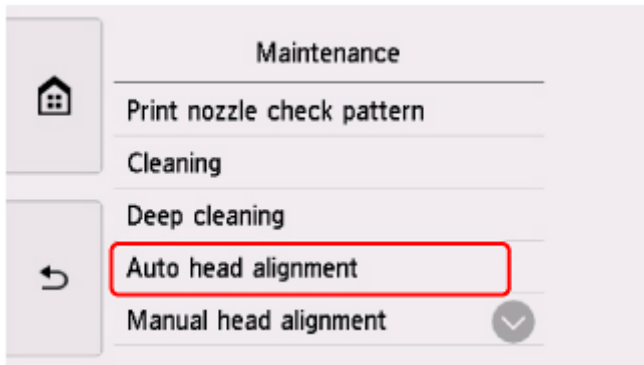 Maintenance
Print nozzle check pattern
Cleaning
Deep cleaning
Auto head alignment
Manual head alignment